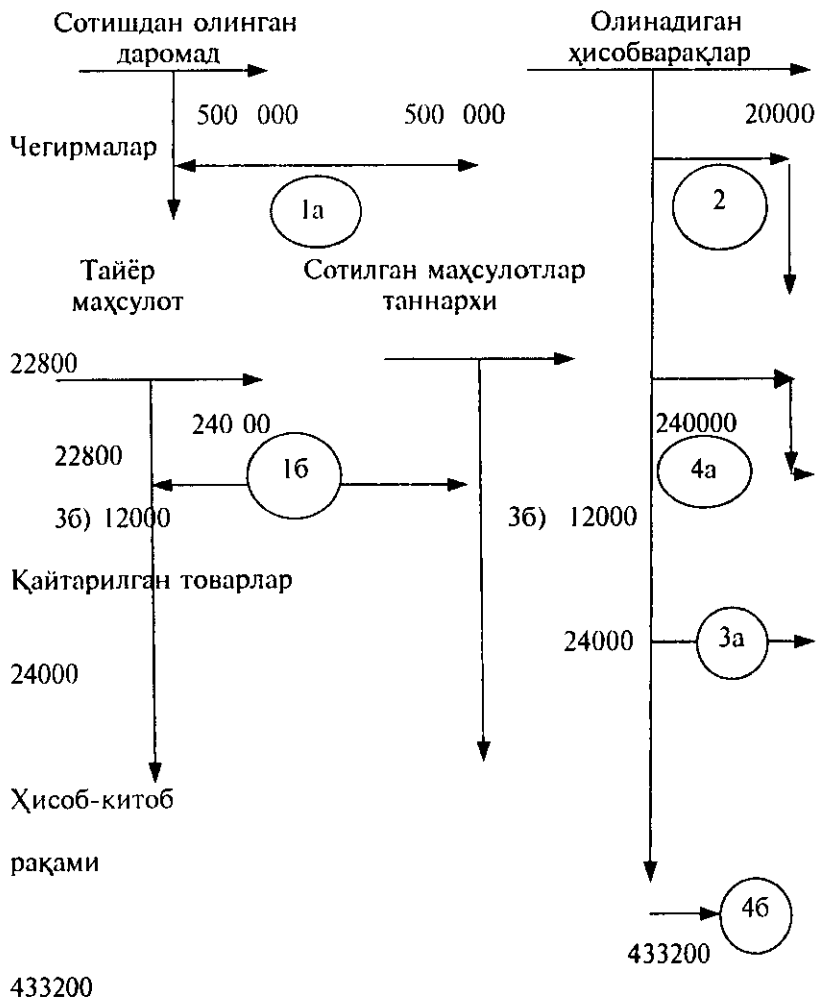 Сотишдан олинган
даромад
Олинадиган
ҳисобварақлар
500 000
500 000
20000
Чегирмалар
1а
2
Тайёр
маҳсулот
Сотилган маҳсулотлар
таннархи
22800
240 00
240000
22800
1б
4а
3б) 12000
3б) 12000
Қайтарилган товарлар
24000
3а
24000
Ҳисоб-китоб
рақами
4б
433200
433200